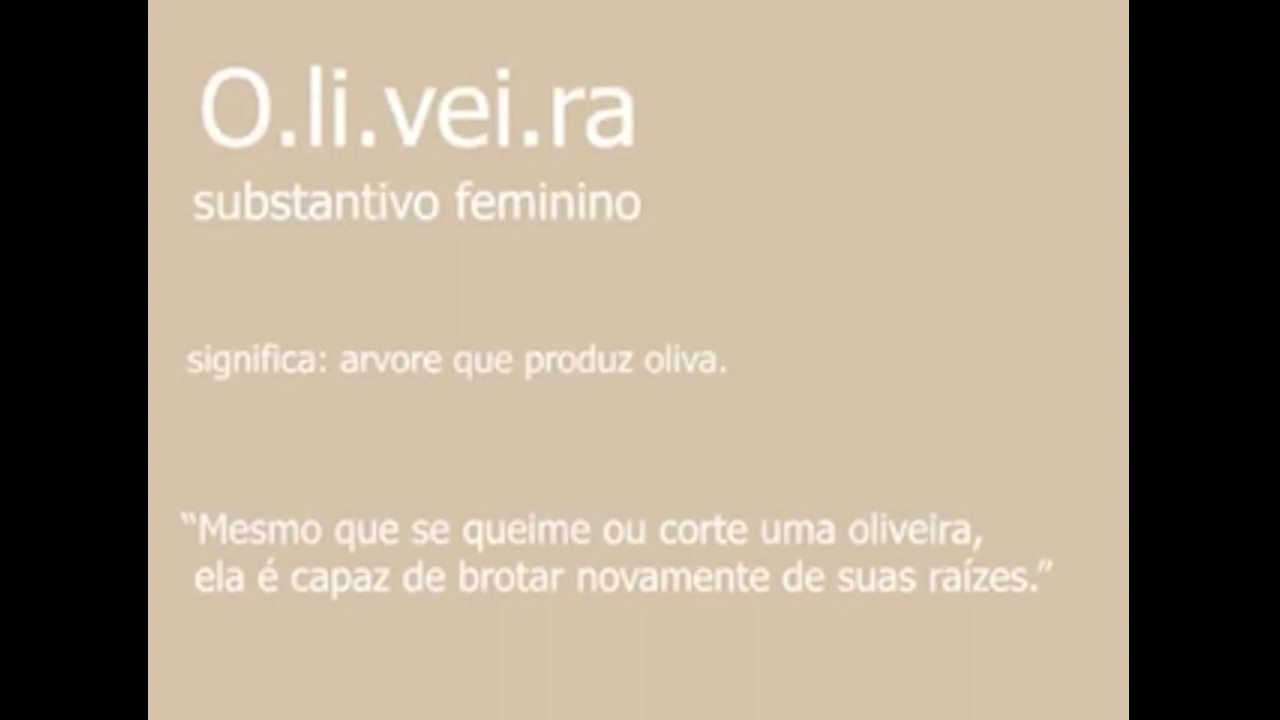 O.li.vei.ra
substantivo feminino
significa: arvore que produz oliva.
“Mesmo que se queime ou corte uma oliveira,
ela é capaz de brotar novamente de suas raízes.”